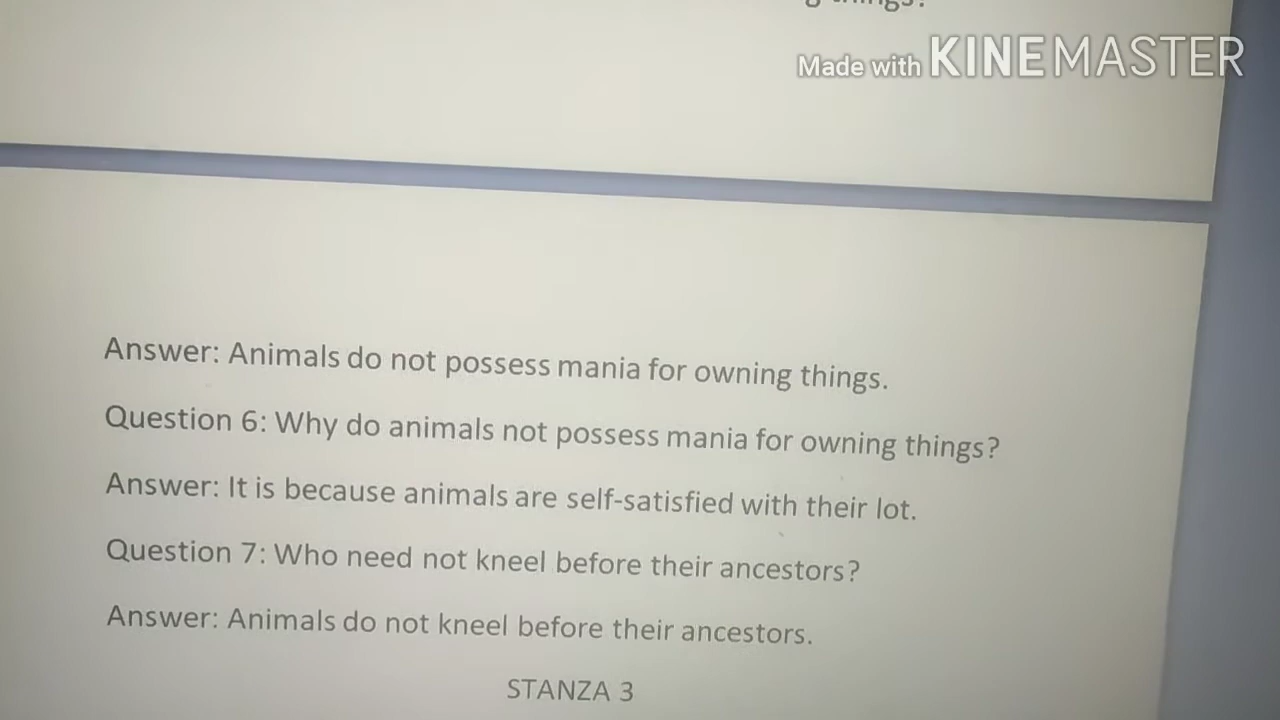 Made with KINEMASTER
Answer: Animals do not possess mania for owning things.
Question 6: Why do animals not possess mania for owning things?
Answer: It is because animals are self-satisfied with their lot.
Question 7: Who need not kneel before their ancestors?
Answer: Animals do not kneel before their ancestors.
STANZA 3